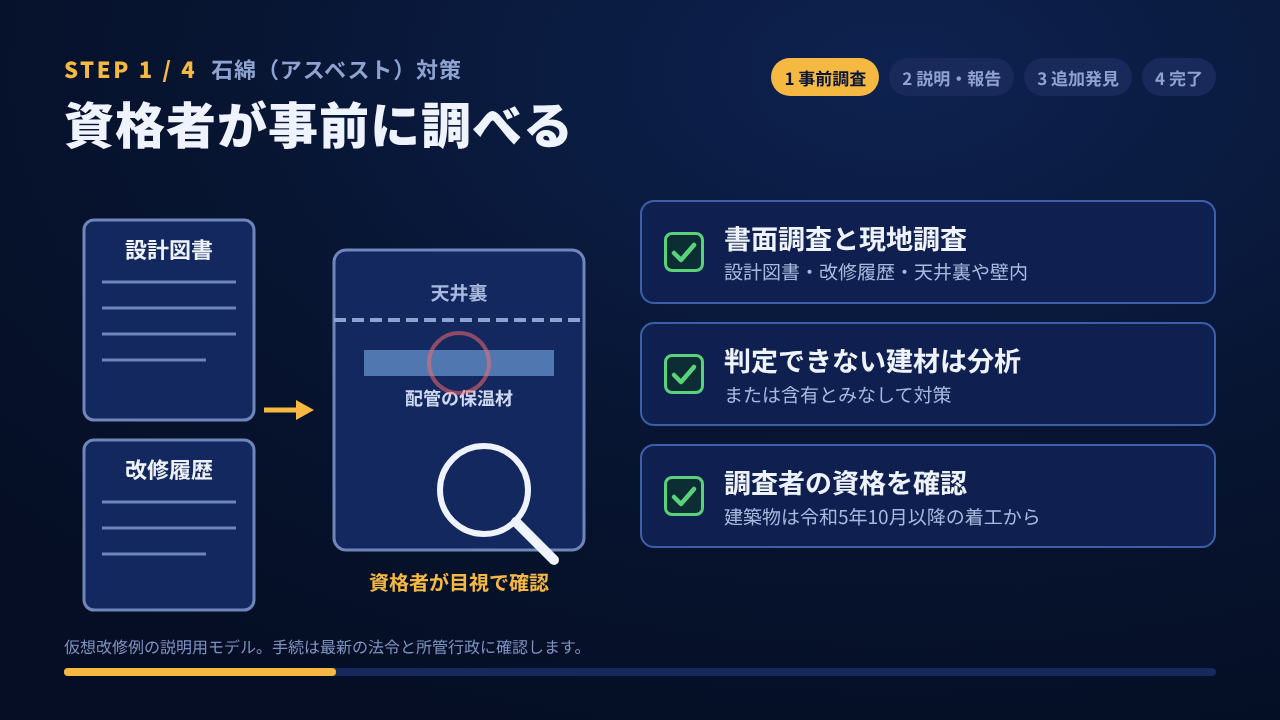 STEP 1 / 4 石綿（アスベスト）対策
資格者が事前に調べる
1 事前調査
2 説明・報告
3 追加発見
4 完了
設計図書
改修履歴
天井裏
配管の保温材
資格者が目視で確認
書面調査と現地調査
設計図書・改修履歴・天井裏や壁内
判定できない建材は分析
または含有とみなして対策
調査者の資格を確認
建築物は令和5年10月以降の着工から
仮想改修例の説明用モデル。手続は最新の法令と所管行政に確認します。